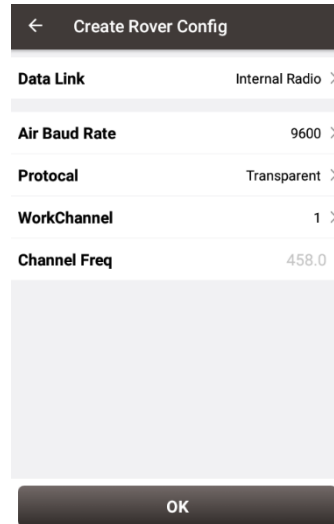 Create Rover Config
Data Link Internal Radio
Air Baud Rate 9600
Protocal Transparent
WorkChannel 1
Channel Freq 458.0
OK